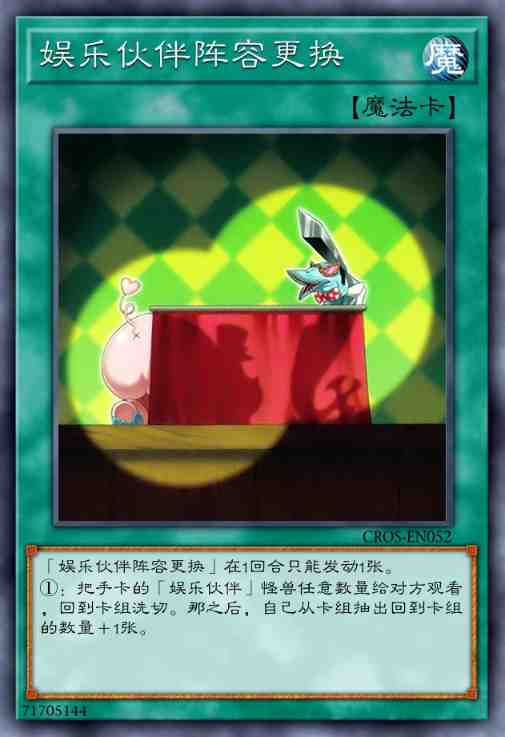 娱乐伙伴阵容更换
魔
【魔法卡】
CROS-EN052
「娱乐伙伴阵容更换」在1回合只能发动1张。
①：把手卡的「娱乐伙伴」怪兽任意数量给对方观看
，回到卡组洗切。那之后，自己从卡组抽出回到卡组
的数量＋1张。
71705144